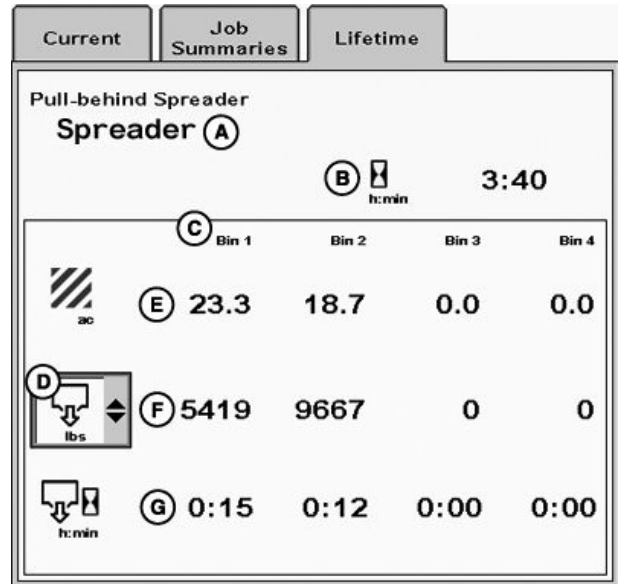 Current
Job
Summaries
Lifetime
Pull-behind Spreader
Spreader A
B h:min 3:40
C Bin 1 Bin 2 Bin 3 Bin 4
ac E 23.3 18.7 0.0 0.0
D lbs F 5419 9667 0 0
h:min G 0:15 0:12 0:00 0:00